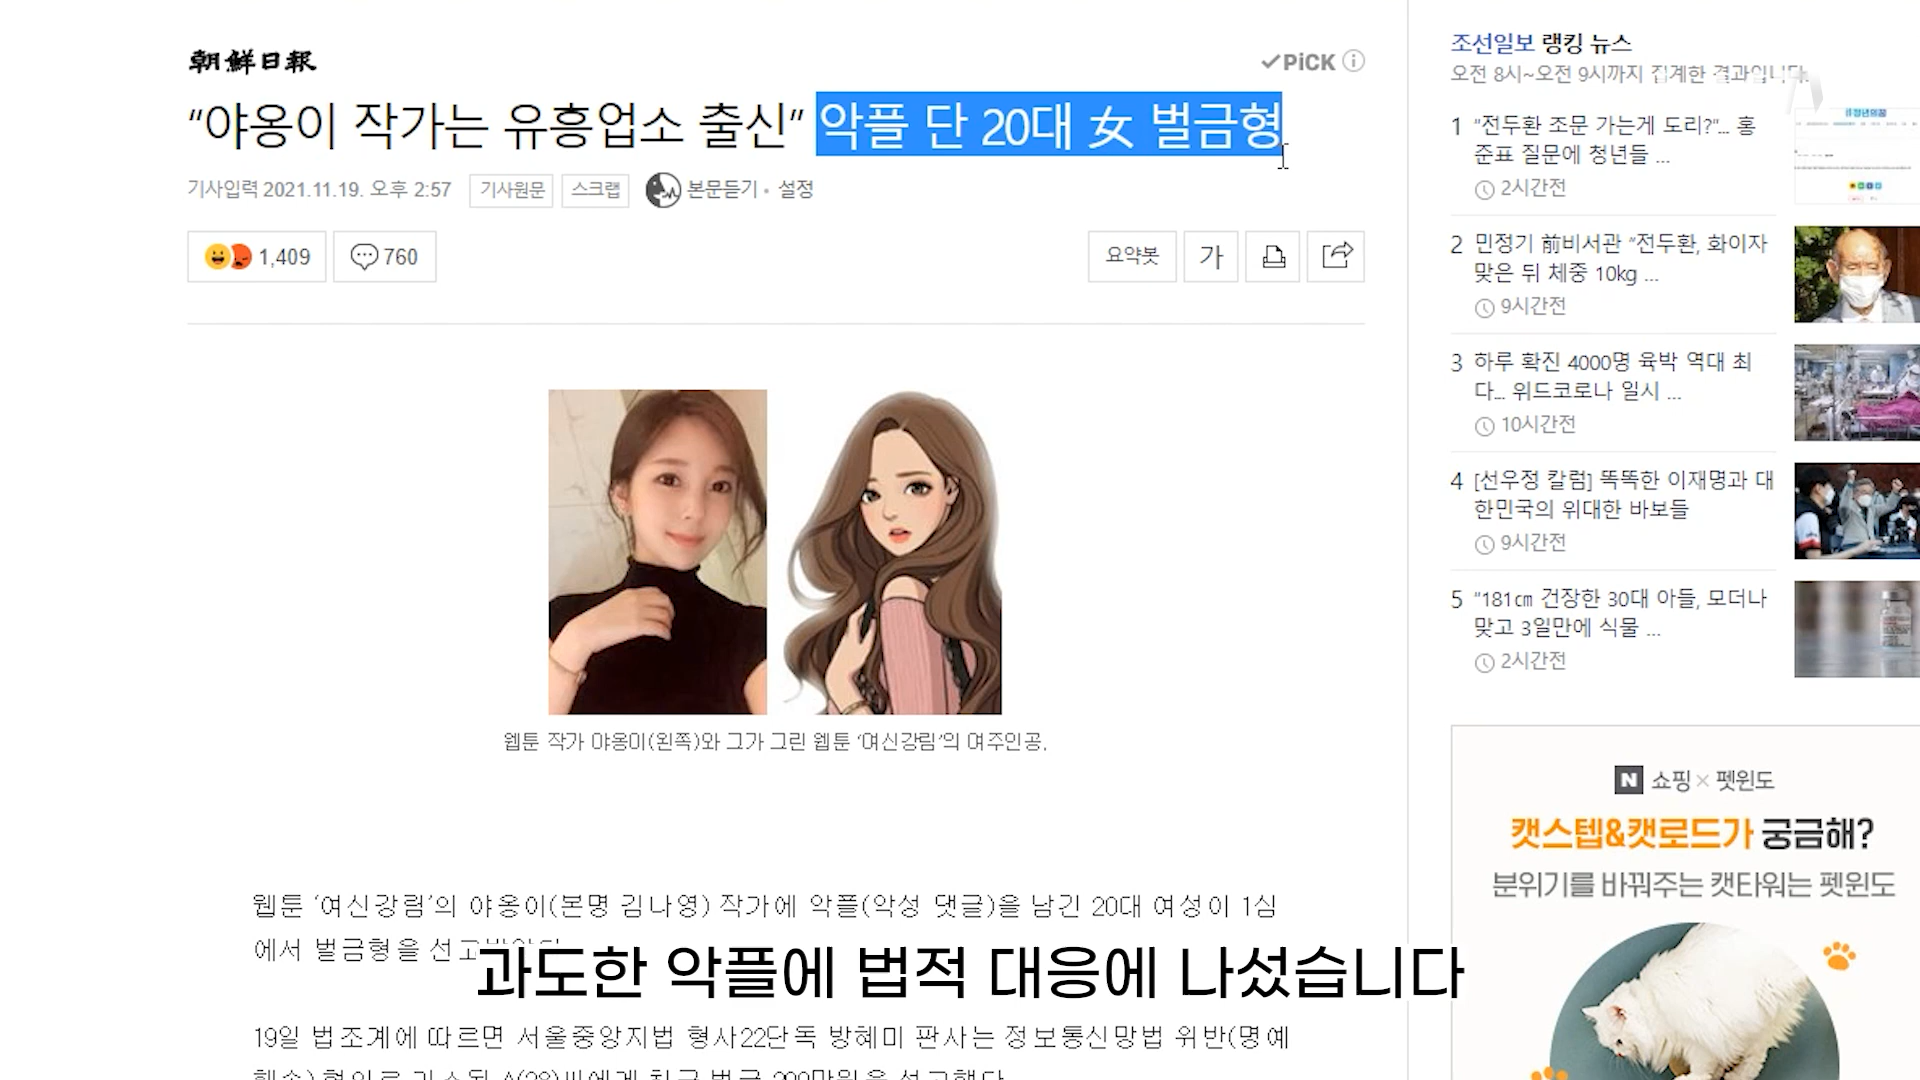 朝鮮日報
✓PiCK
“야옹이 작가는 유흥업소 출신” 악플 단 20대 女 벌금형
기사입력 2021.11.19. 오후 2:57 기사원문 스크랩 본문듣기 · 설정
1,409 760 요약봇 가
웹툰 작가 야옹이(왼쪽)와 그가 그린 웹툰 ‘여신강림’의 여주인공.
웹툰 ‘여신강림’의 야옹이(본명 김나영) 작가에 악플(악성 댓글)을 남긴 20대 여성이 1심
에서 벌금형을
과도한 악플에 법적 대응에 나섰습니다
19일 법조계에 따르면 서울중앙지법 형사22단독 방혜미 판사는 정보통신망법 위반(명예
조선일보 랭킹 뉴스
오전 8시~오전 9시까지 집계한 결과입니다.
1 “전두환 조문 가는게 도리?”... 홍
준표 질문에 청년들 ...
2시간전
2 민정기 前비서관 “전두환, 화이자
맞은 뒤 체중 10kg ...
9시간전
3 하루 확진 4000명 육박 역대 최
다... 위드코로나 일시 ...
10시간전
4 [선우정 칼럼] 똑똑한 이재명과 대
한민국의 위대한 바보들
9시간전
5 “181㎝ 건장한 30대 아들, 모더나
맞고 3일만에 식물 ...
2시간전
N 쇼핑 × 펫윈도
캣스텝&캣로드가 궁금해?
분위기를 바꿔주는 캣타워는 펫윈도